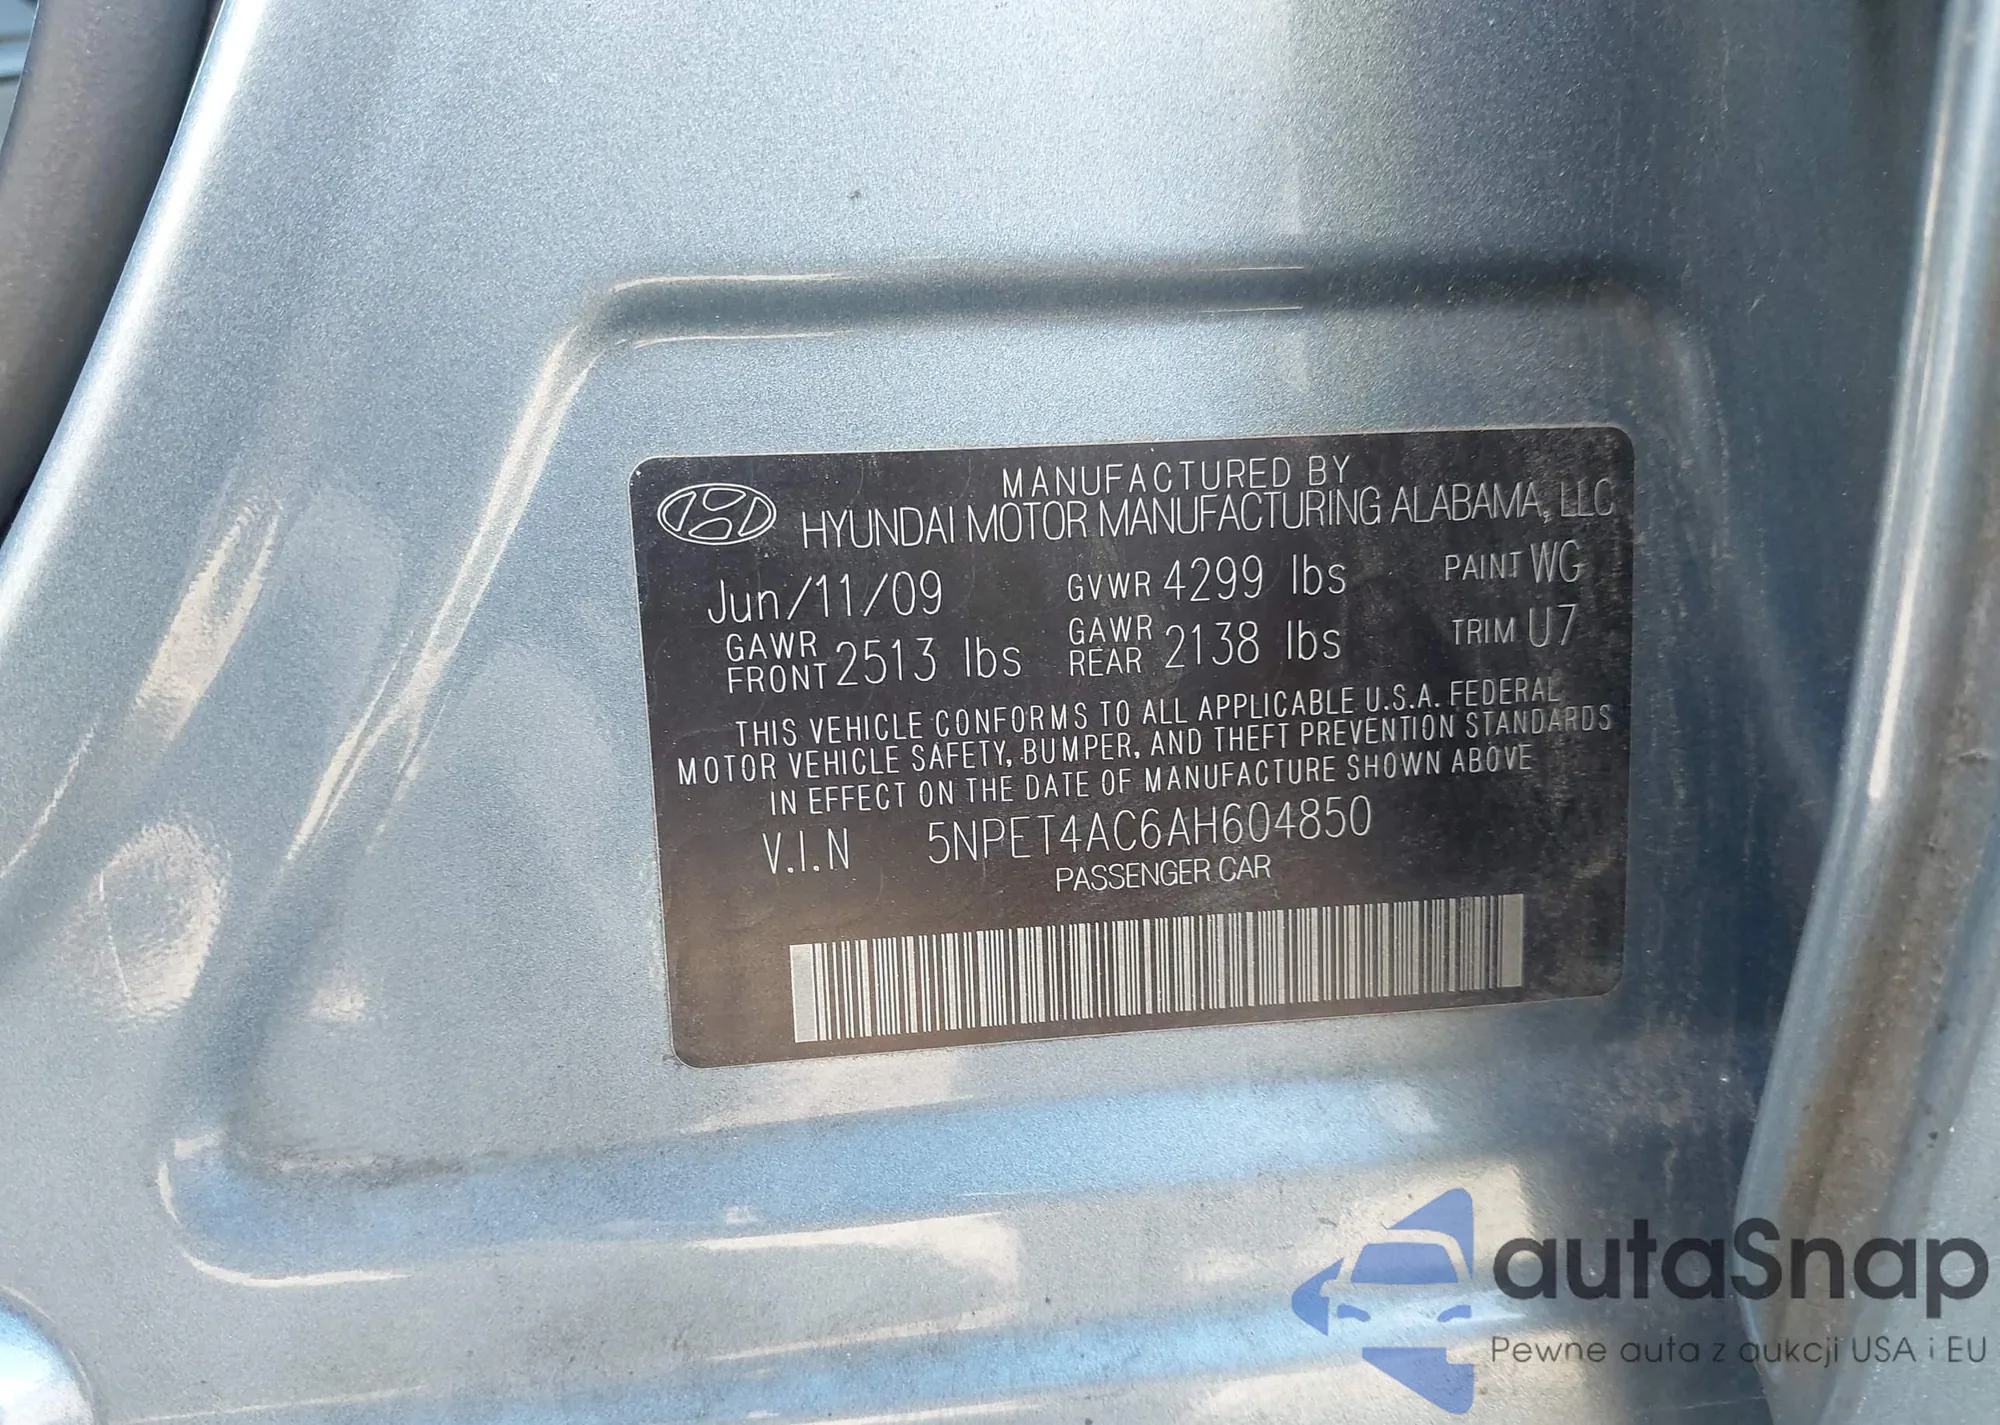 MANUFACTURED BY
HYUNDAI MOTOR MANUFACTURING ALABAMA, LLC
Jun/11/09 GVWR 4299 lbs PAINT WG
GAWR FRONT 2513 lbs GAWR REAR 2138 lbs TRIM U7
THIS VEHICLE CONFORMS TO ALL APPLICABLE U.S.A. FEDERAL
MOTOR VEHICLE SAFETY, BUMPER, AND THEFT PREVENTION STANDARDS
IN EFFECT ON THE DATE OF MANUFACTURE SHOWN ABOVE
V.I.N 5NPET4AC6AH604850
PASSENGER CAR
autaSnap
Pewne auta z aukcji USA i EU